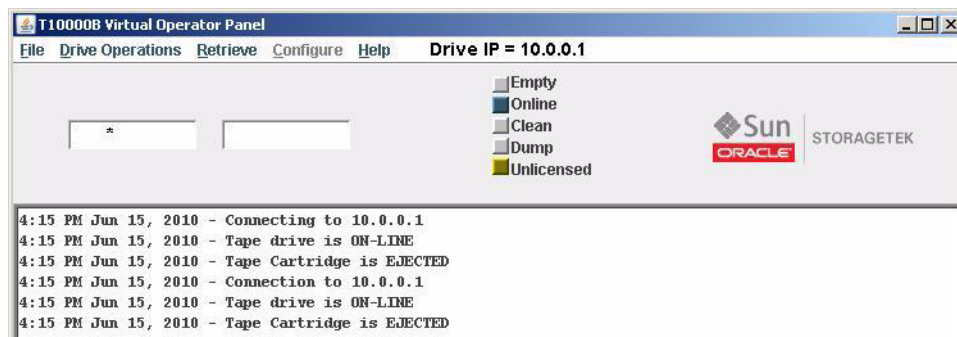 T10000B Virtual Operator Panel
File Drive Operations Retrieve Configure Help Drive IP = 10.0.0.1
Empty
Online
Clean
Dump
Unlicensed
*
Sun
ORACLE
STORAGETEK
4:15 PM Jun 15, 2010 - Connecting to 10.0.0.1
4:15 PM Jun 15, 2010 - Tape drive is ON-LINE
4:15 PM Jun 15, 2010 - Tape Cartridge is EJECTED
4:15 PM Jun 15, 2010 - Connection to 10.0.0.1
4:15 PM Jun 15, 2010 - Tape drive is ON-LINE
4:15 PM Jun 15, 2010 - Tape Cartridge is EJECTED